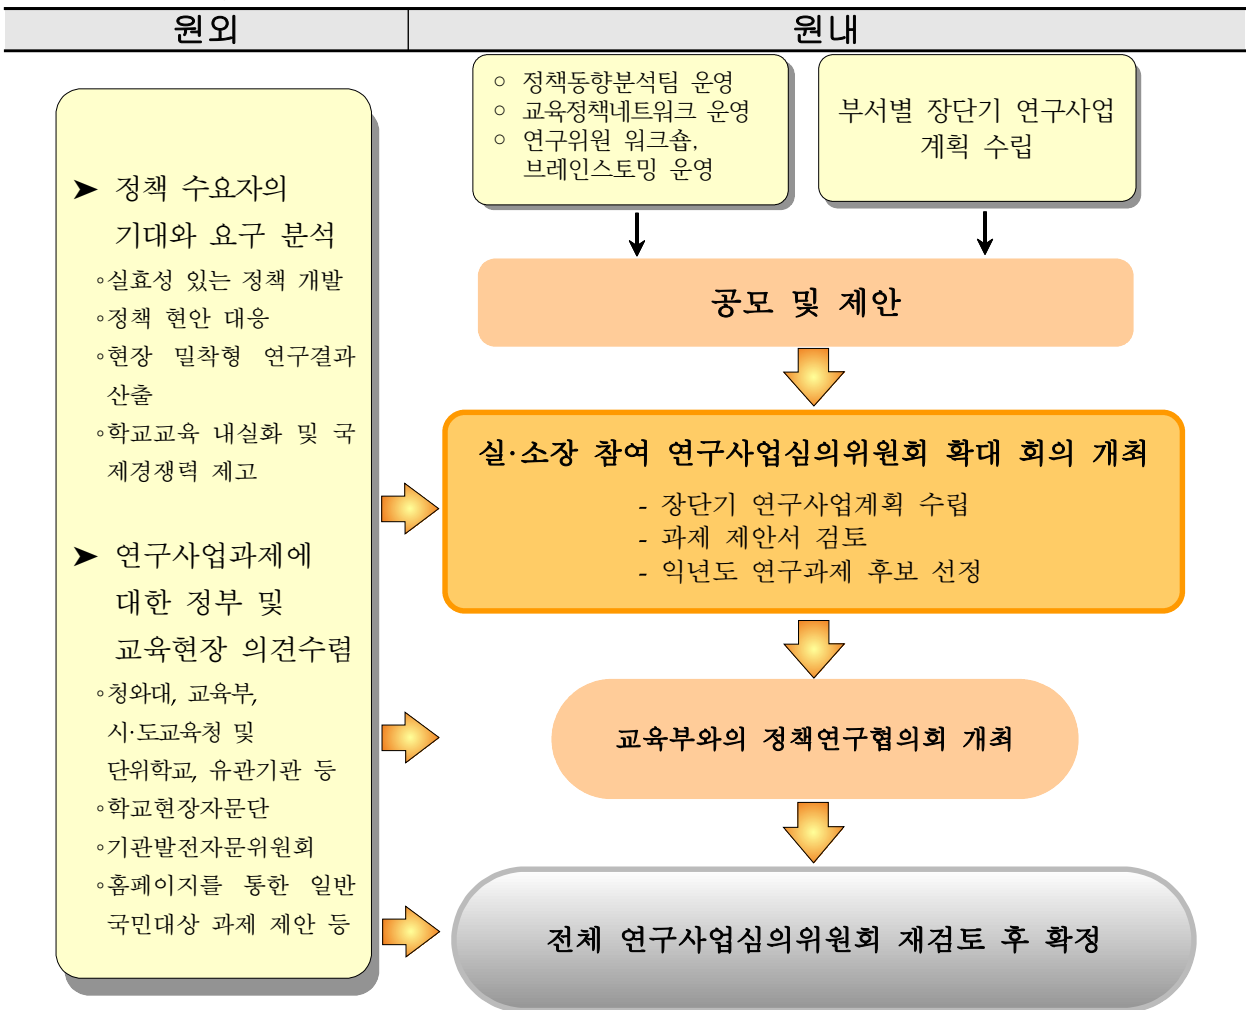 원외
원내
➤ 정책 수요자의
기대와 요구 분석
◦실효성 있는 정책 개발
◦정책 현안 대응
◦현장 밀착형 연구결과
산출
◦학교교육 내실화 및 국
제경쟁력 제고
➤ 연구사업과제에
대한 정부 및
교육현장 의견수렴
◦청와대, 교육부,
시·도교육청 및
단위학교, 유관기관 등
◦학교현장자문단
◦기관발전자문위원회
◦홈페이지를 통한 일반
국민대상 과제 제안 등
○ 정책동향분석팀 운영
○ 교육정책네트워크 운영
○ 연구위원 워크숍,
브레인스토밍 운영
부서별 장단기 연구사업
계획 수립
공모 및 제안
실·소장 참여 연구사업심의위원회 확대 회의 개최
- 장단기 연구사업계획 수립
- 과제 제안서 검토
- 익년도 연구과제 후보 선정
교육부와의 정책연구협의회 개최
전체 연구사업심의위원회 재검토 후 확정